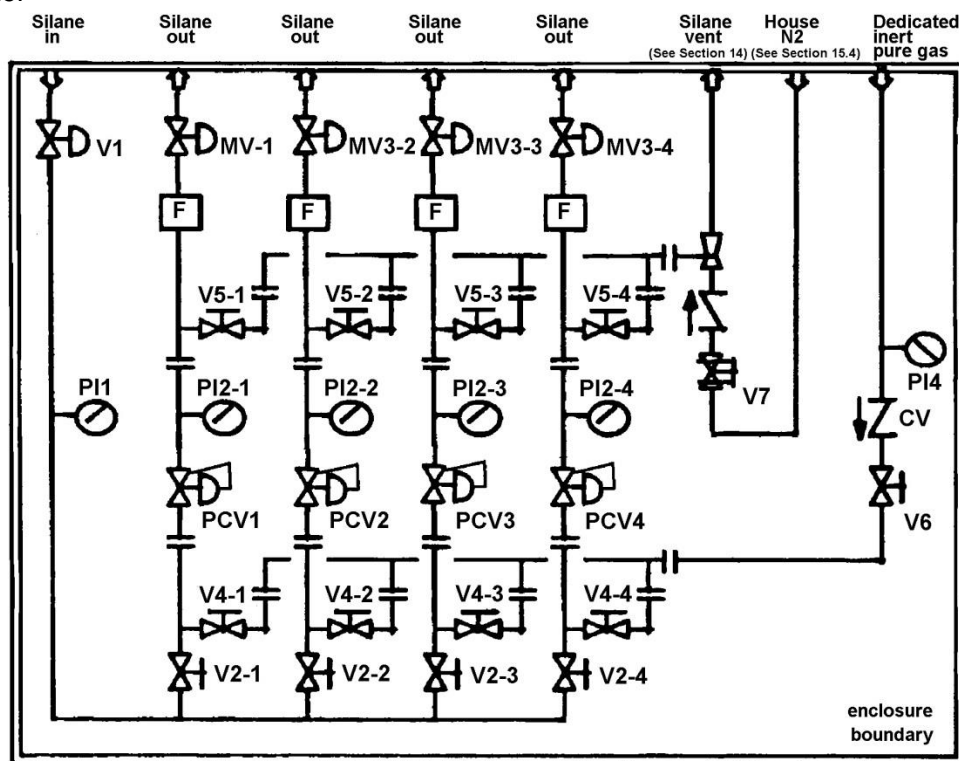 Silane in
Silane out
Silane out
Silane out
Silane out
Silane vent
(See Section 14)
House N2
(See Section 15.4)
Dedicated inert pure gas
V1
MV-1
MV3-2
MV3-3
MV3-4
F
F
F
F
V5-1
V5-2
V5-3
V5-4
PI1
PI2-1
PI2-2
PI2-3
PI2-4
V7
PI4
CV
PCV1
PCV2
PCV3
PCV4
V6
V4-1
V4-2
V4-3
V4-4
V2-1
V2-2
V2-3
V2-4
enclosure
boundary